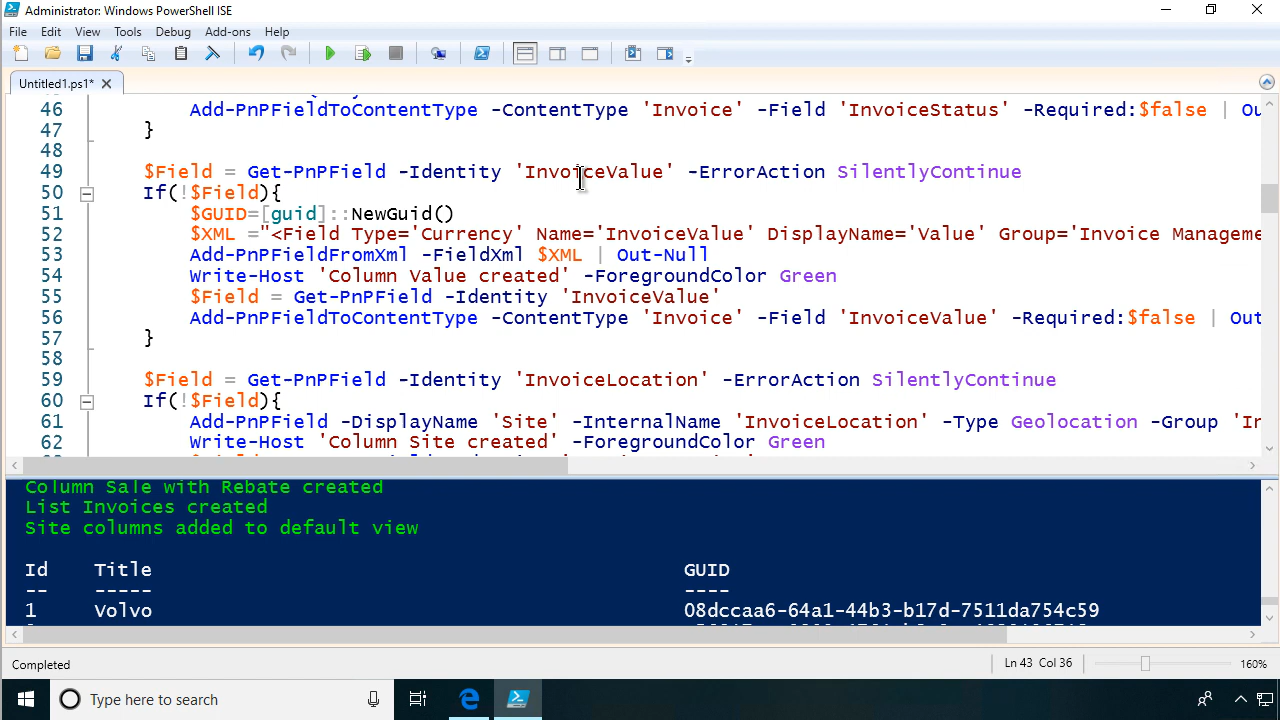 Administrator: Windows PowerShell ISE
File Edit View Tools Debug Add-ons Help
Untitled1.ps1*
46 Add-PnPFieldToContentType -ContentType 'Invoice' -Field 'InvoiceStatus' -Required:$false | Ou
47 }
48
49 $Field = Get-PnPField -Identity 'InvoiceValue' -ErrorAction SilentlyContinue
50 If(!$Field){
51 $GUID=[guid]::NewGuid()
52 $XML ="<Field Type='Currency' Name='InvoiceValue' DisplayName='Value' Group='Invoice Manageme
53 Add-PnPFieldFromXml -FieldXml $XML | Out-Null
54 Write-Host 'Column Value created' -ForegroundColor Green
55 $Field = Get-PnPField -Identity 'InvoiceValue'
56 Add-PnPFieldToContentType -ContentType 'Invoice' -Field 'InvoiceValue' -Required:$false | Out
57 }
58
59 $Field = Get-PnPField -Identity 'InvoiceLocation' -ErrorAction SilentlyContinue
60 If(!$Field){
61 Add-PnPField -DisplayName 'Site' -InternalName 'InvoiceLocation' -Type Geolocation -Group 'In
62 Write-Host 'Column Site created' -ForegroundColor Green
Column Sale with Rebate created
List Invoices created
Site columns added to default view
Id Title GUID
-- ----- ----
1 Volvo 08dccaa6-64a1-44b3-b17d-7511da754c59
Completed Ln 43 Col 36 160%
Type here to search